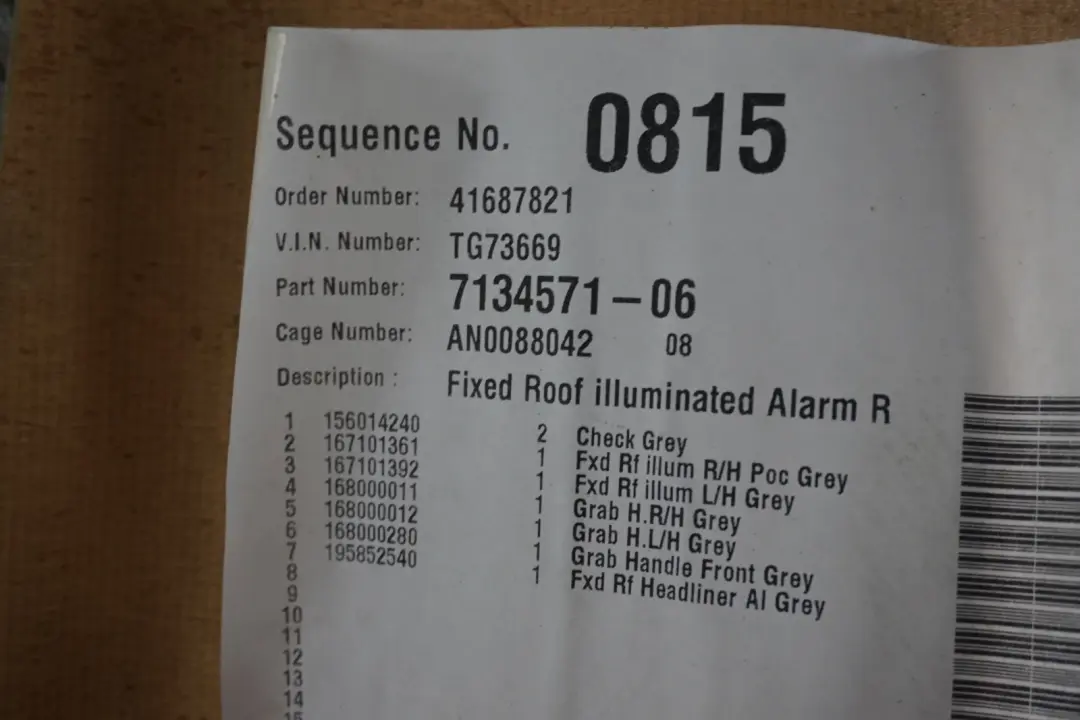 Sequence No. 0815
Order Number: 41687821
V.I.N. Number: TG73669
Part Number: 7134571-06
Cage Number: AN0088042 08
Description : Fixed Roof illuminated Alarm R
1 156014240 2 Check Grey
2 167101361 1 Fxd Rf illum R/H Poc Grey
3 167101392 1 Fxd Rf illum L/H Grey
4 168000011 1 Grab H.R/H Grey
5 168000012 1 Grab H.L/H Grey
6 168000280 1 Grab Handle Front Grey
7 195852540 1 Fxd Rf Headliner Al Grey
8
9
10
11
12
13
14
15